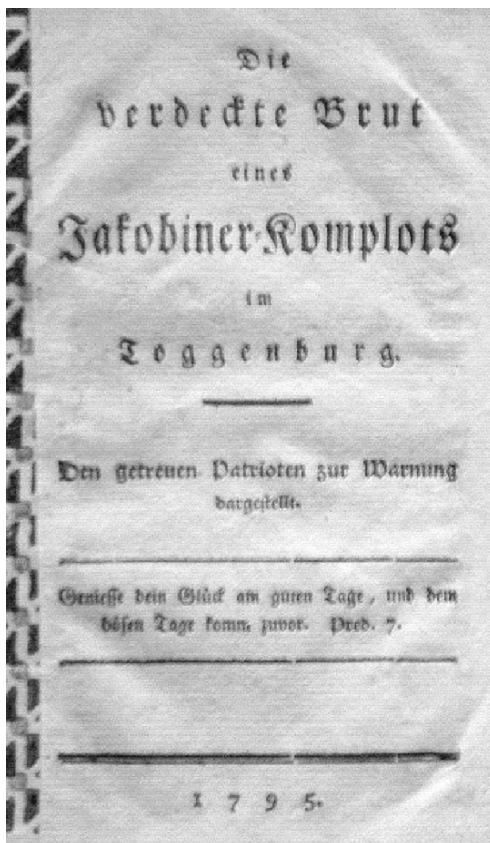 Die
verdeckte Brut
eines
Jakobiner-Komplots
im
Toggenburg.
Den getreuen Patrioten zur Warnung
dargestellt.
Geniesse dein Glück am guten Tage, und dem
bösen Tage komm zuvor. Pred. 7.
1795.